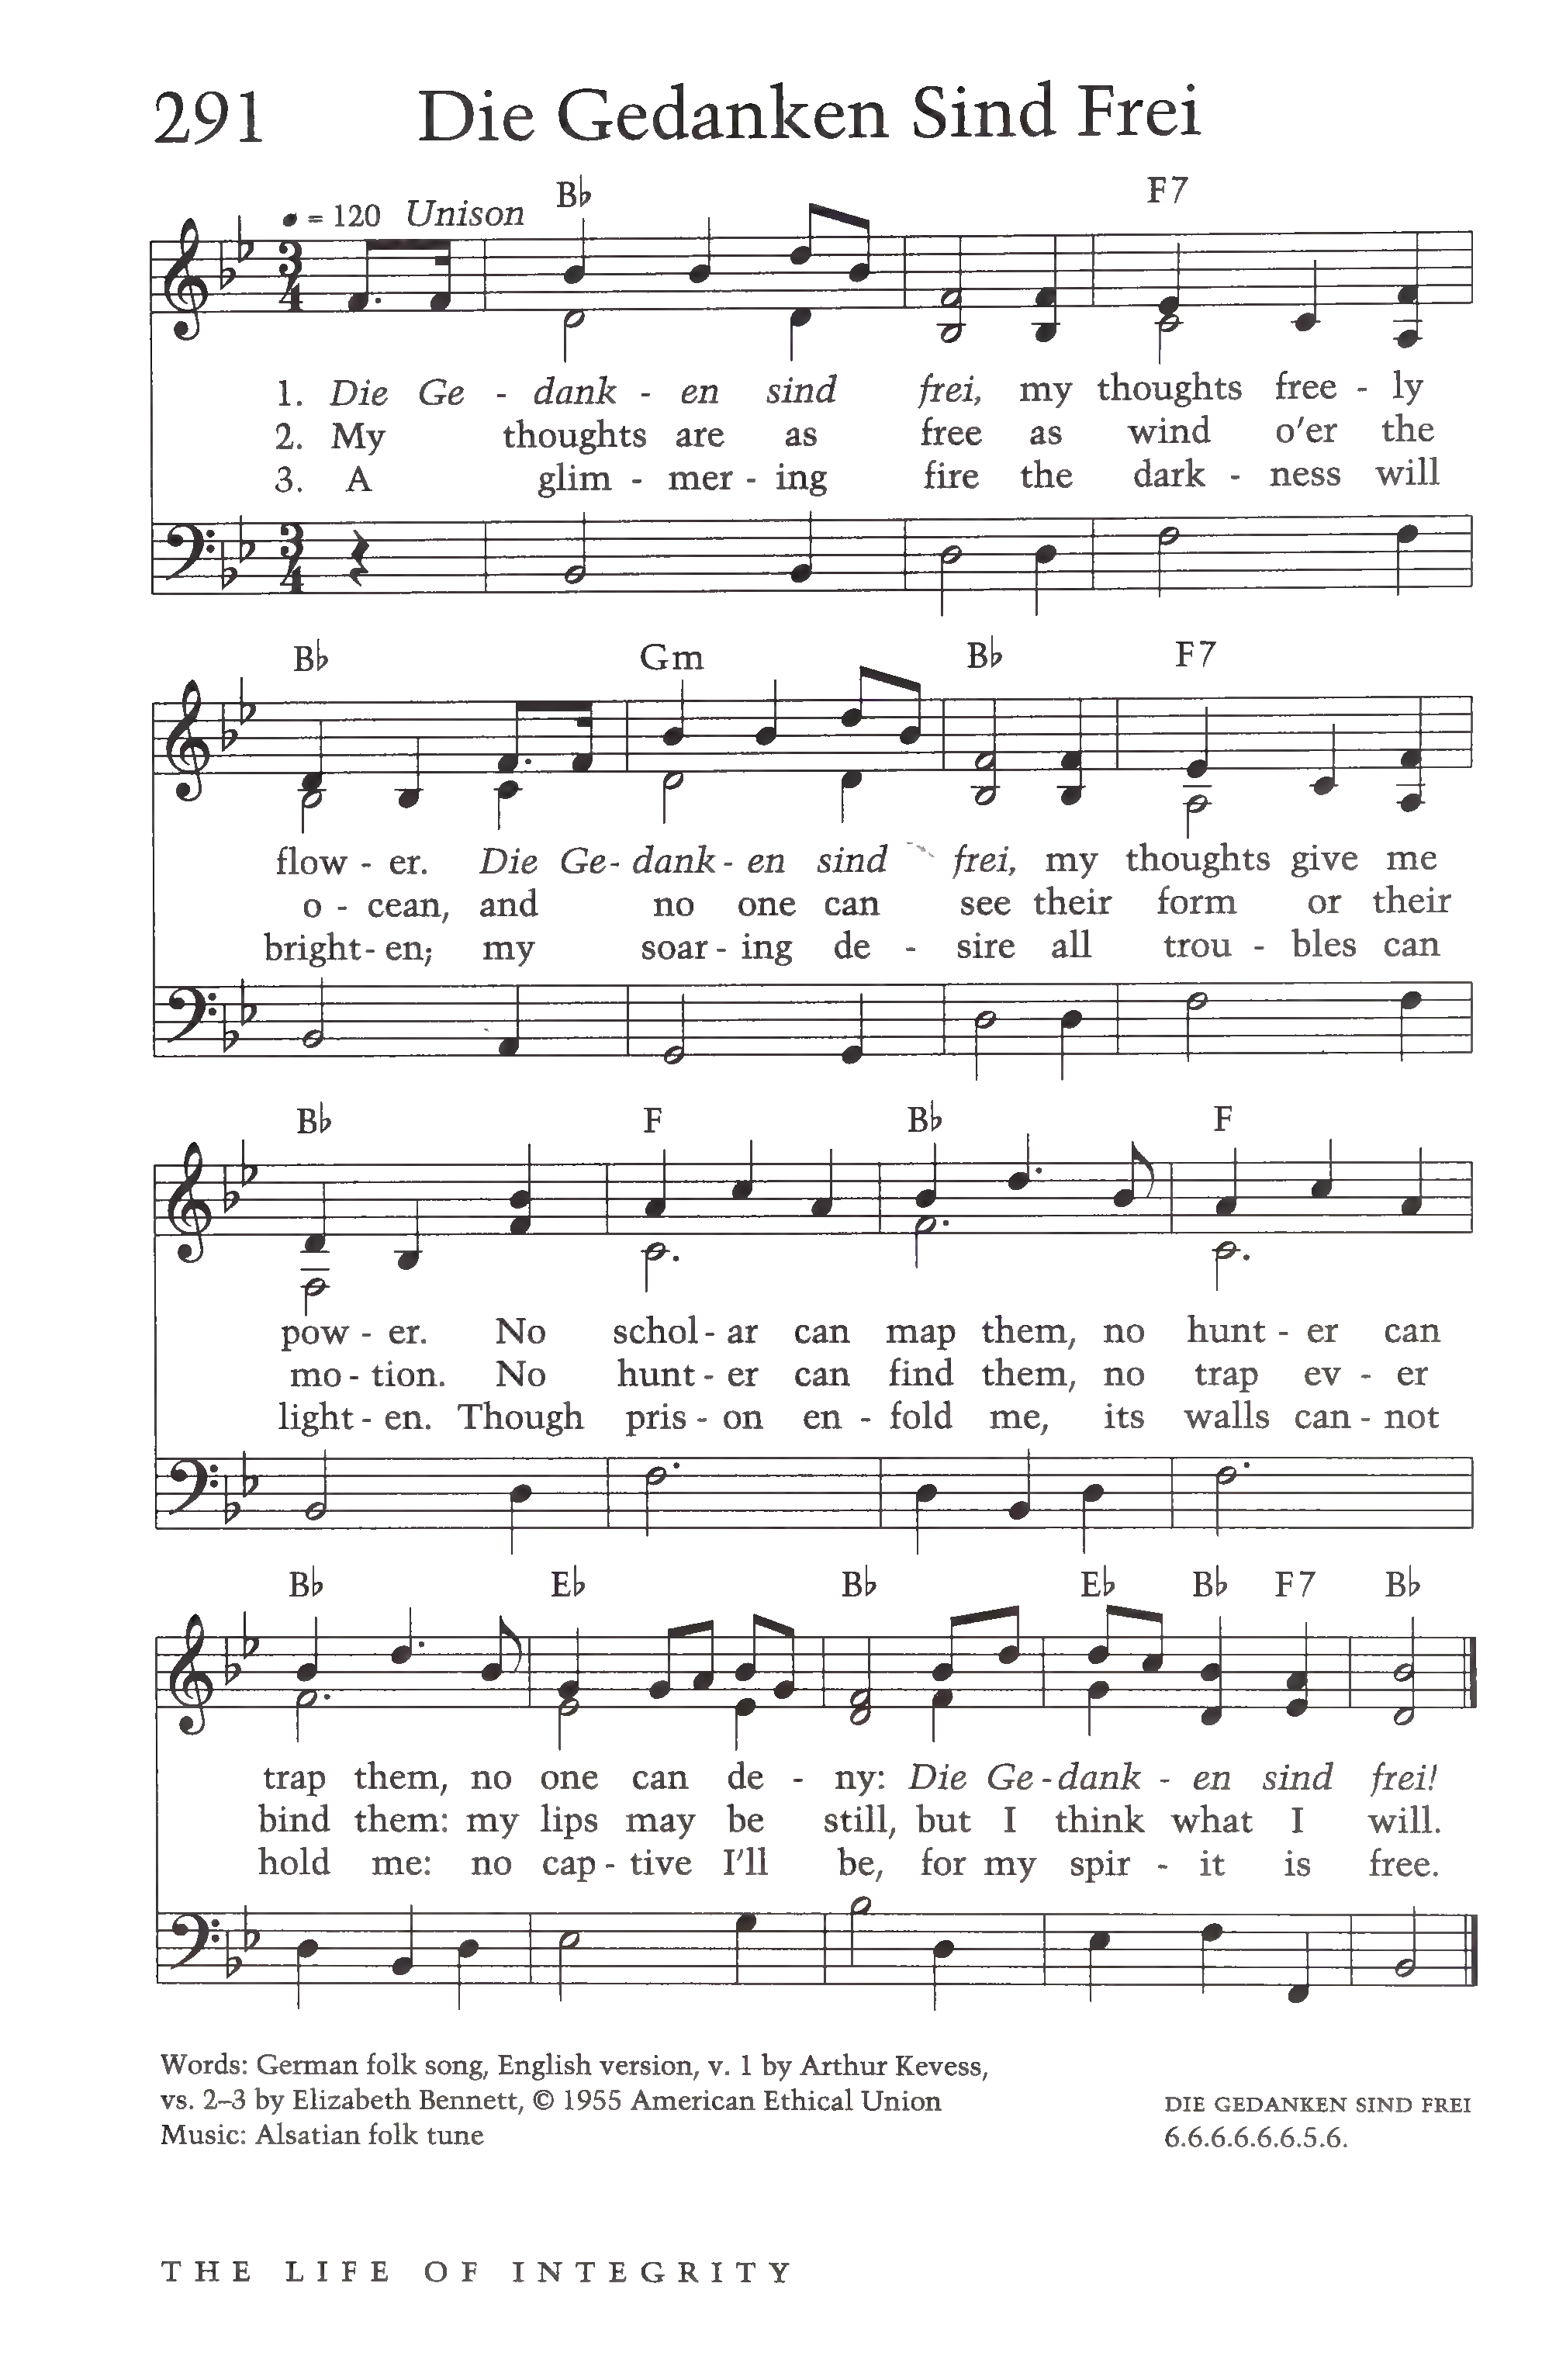 291 Die Gedanken Sind Frei
= 120 Unison B♭ F7
1. Die Ge - dank - en sind frei, my thoughts free - ly
2. My thoughts are as free as wind o'er the
3. A glim - mer - ing fire the dark - ness will
B♭ Gm B♭ F7
flow - er. Die Ge- dank - en sind frei, my thoughts give me
o - cean, and no one can see their form or their
bright- en; my soar - ing de - sire all trou - bles can
B♭ F B♭ F
pow - er. No schol - ar can map them, no hunt - er can
mo - tion. No hunt - er can find them, no trap ev - er
light - en. Though pris - on en - fold me, its walls can - not
B♭ E♭ B♭ E♭ B♭ F7 B♭
trap them, no one can de - ny: Die Ge - dank - en sind frei!
bind them: my lips may be still, but I think what I will.
hold me: no cap - tive I'll be, for my spir - it is free.
Words: German folk song, English version, v. 1 by Arthur Kevess,
vs. 2–3 by Elizabeth Bennett, © 1955 American Ethical Union
Music: Alsatian folk tune
DIE GEDANKEN SIND FREI
6.6.6.6.6.6.5.6.
THE LIFE OF INTEGRITY